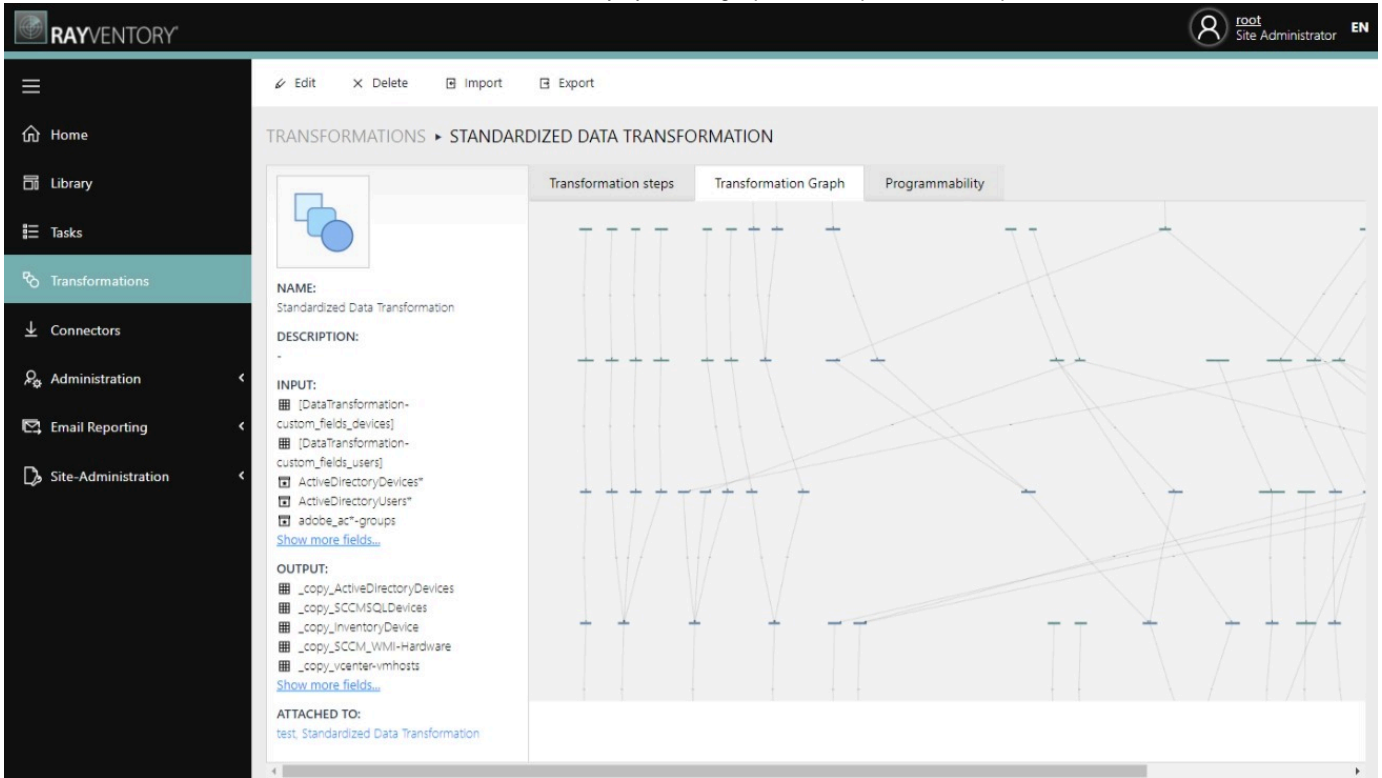 RAYVENTORY
root
Site Administrator
EN
Edit
Delete
Import
Export
Home
Library
Tasks
Transformations
Connectors
Administration
Email Reporting
Site-Administration
TRANSFORMATIONS ▸ STANDARDIZED DATA TRANSFORMATION
NAME:
Standardized Data Transformation
DESCRIPTION:
-
INPUT:
[DataTransformation-
custom_fields_devices]
[DataTransformation-
custom_fields_users]
ActiveDirectoryDevices*
ActiveDirectoryUsers*
adobe_ac*-groups
Show more fields...
OUTPUT:
_copy_ActiveDirectoryDevices
_copy_SCCMSQLDevices
_copy_InventoryDevice
_copy_SCCM_WMI-Hardware
_copy_vcenter-vmhosts
Show more fields...
ATTACHED TO:
test, Standardized Data Transformation
Transformation steps
Transformation Graph
Programmability